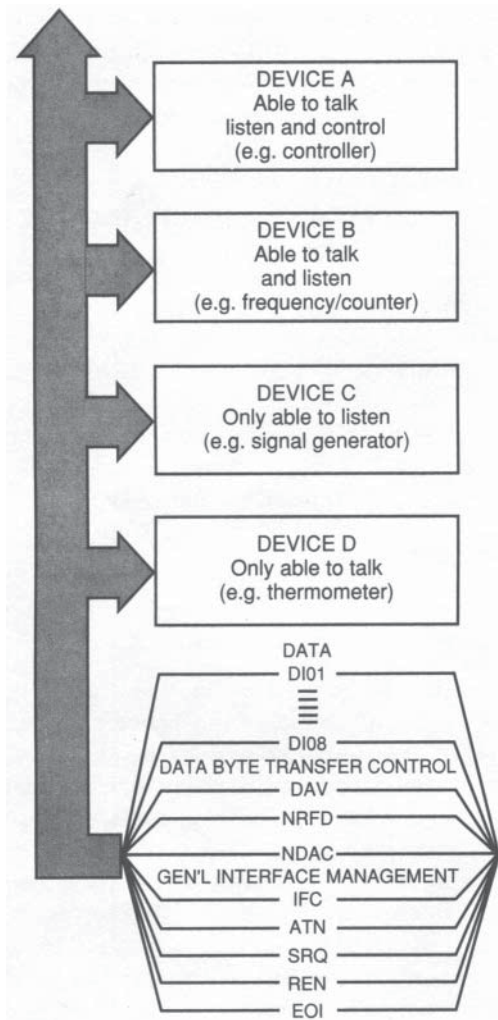 DEVICE A
Able to talk
listen and control
(e.g. controller)
DEVICE B
Able to talk
and listen
(e.g. frequency/counter)
DEVICE C
Only able to listen
(e.g. signal generator)
DEVICE D
Only able to talk
(e.g. thermometer)
DATA
DI01
DI08
DATA BYTE TRANSFER CONTROL
DAV
NRFD
NDAC
GEN'L INTERFACE MANAGEMENT
IFC
ATN
SRQ
REN
EOI